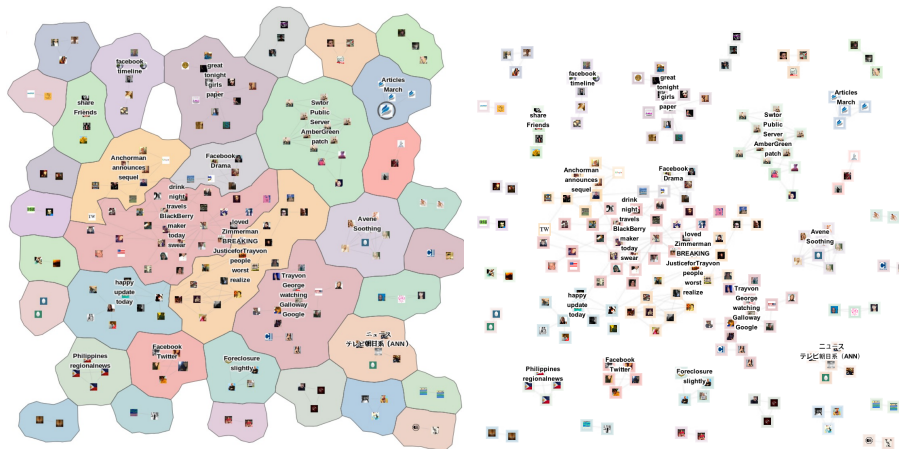 facebook
timeline
great
tonight
girls
paper
Articles
March
share
Friends
Swtor
Public
Server
AmberGreen
patch
Anchorman
announces
sequel
Facebook
Drama
drink
night
travels
BlackBerry
maker
today
swear
loved
Zimmerman
BREAKING
JusticeforTrayvon
people
worst
realize
Avene
Soothing
TW
happy
update
today
Trayvon
George
watching
Galloway
Google
ニュース
テレビ朝日系 (ANN)
Philippines
regionalnews
Facebook
Twitter
Foreclosure
slightly
facebook
timeline
great
tonight
girls
paper
Articles
March
share
Friends
Swtor
Public
Server
AmberGreen
patch
Anchorman
announces
sequel
Facebook
Drama
drink
night
travels
BlackBerry
maker
today
swear
loved
Zimmerman
BREAKING
JusticeforTrayvon
people
worst
realize
Avene
Soothing
TW
happy
update
today
Trayvon
George
watching
Galloway
Google
ニュース
テレビ朝日系 (ANN)
Philippines
regionalnews
Facebook
Twitter
Foreclosure
slightly